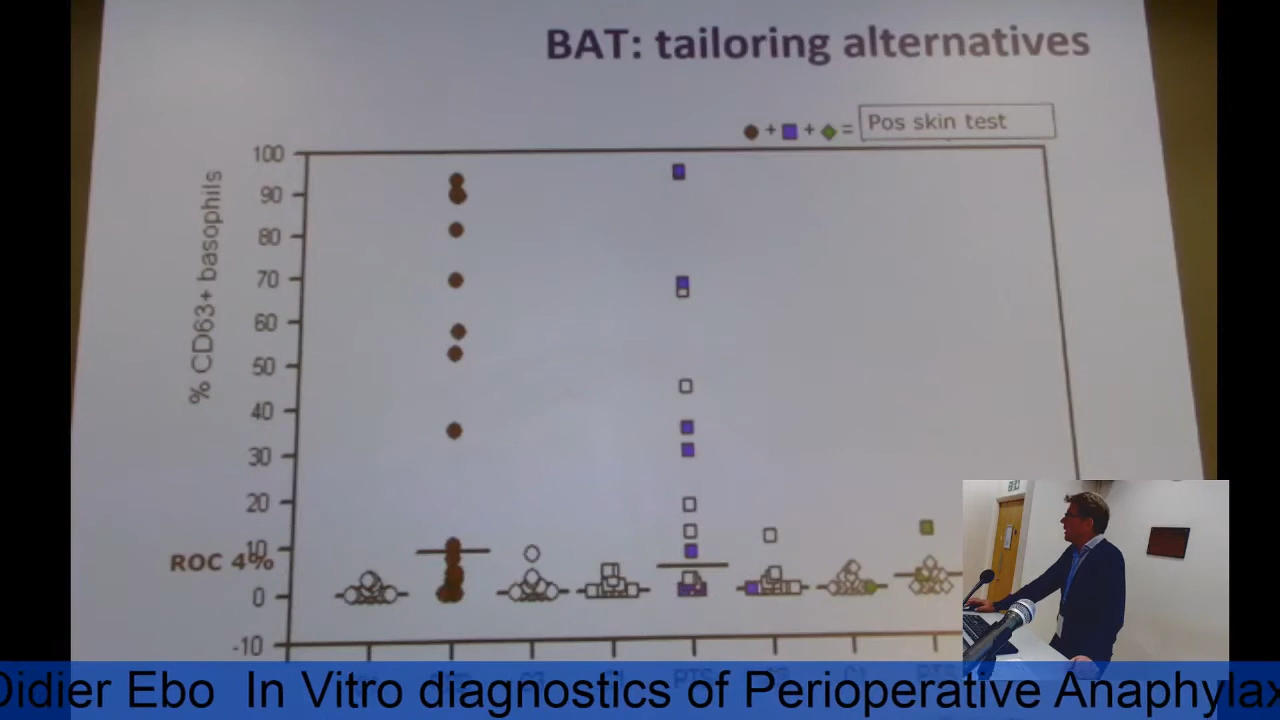 BAT: tailoring alternatives
+ + = Pos skin test
% CD63+ basophils
100
90
80
70
60
50
40
30
20
10
ROC 4%
0
-10
PTS
Didier Ebo In Vitro diagnostics of Perioperative Anaphylax